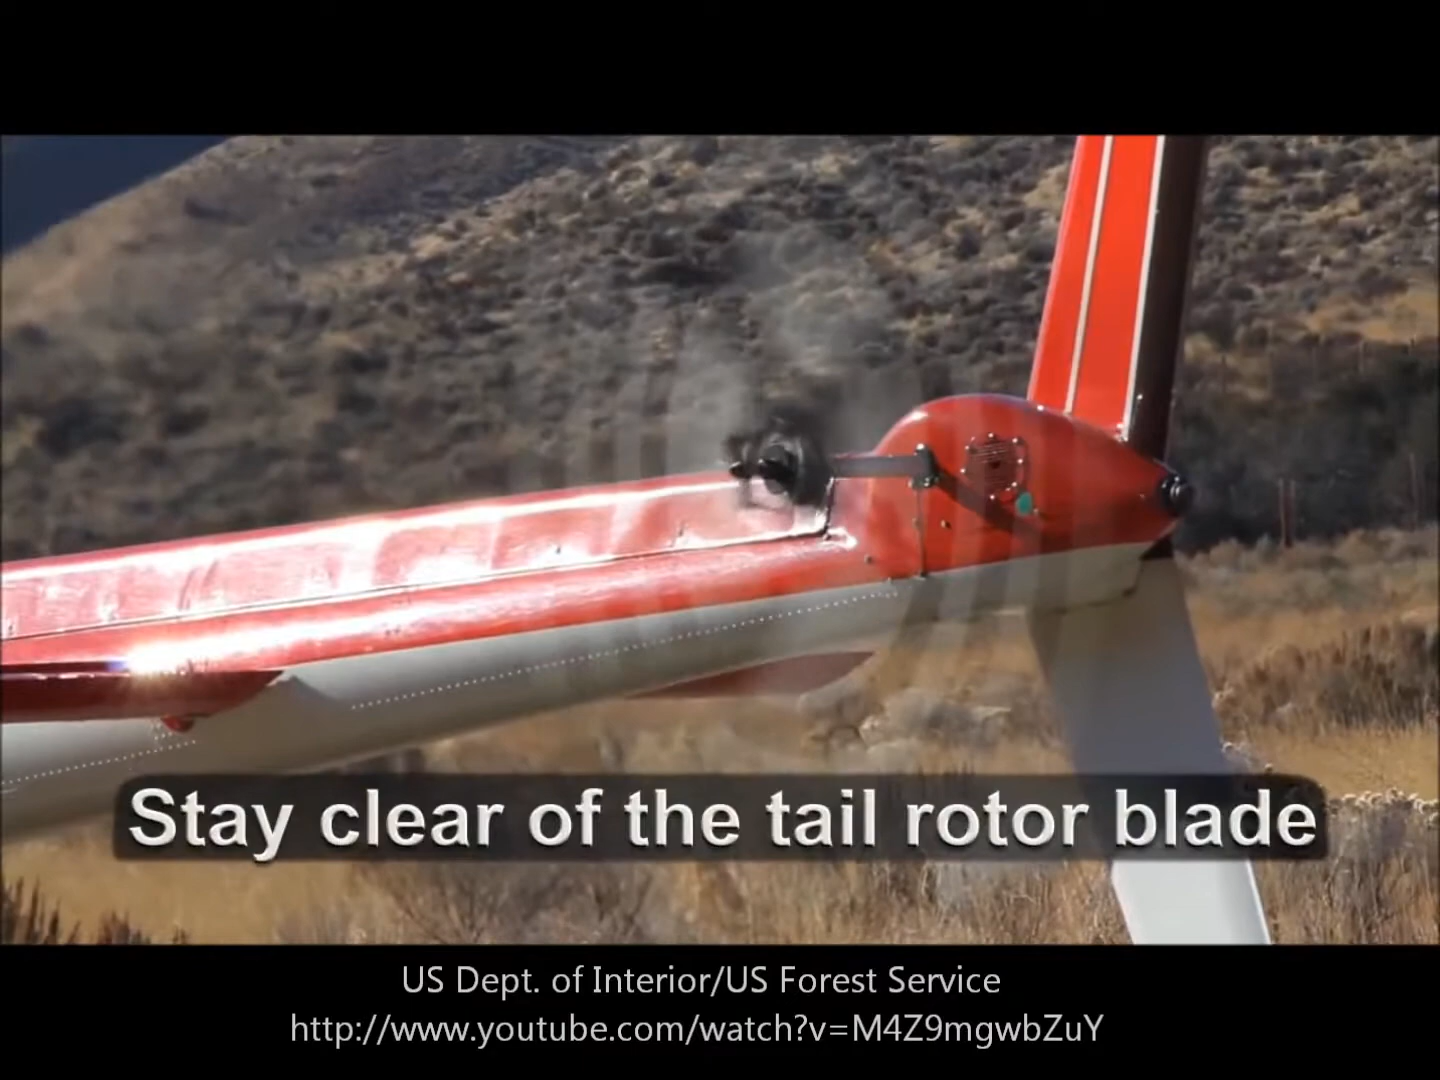 Stay clear of the tail rotor blade
US Dept. of Interior/US Forest Service
http://www.youtube.com/watch?v=M4Z9mgwbZuY